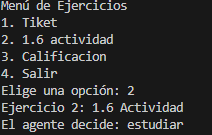 Menú de Ejercicios
1. Tiket
2. 1.6 actividad
3. Calificacion
4. Salir
Elige una opción: 2
Ejercicio 2: 1.6 Actividad
El agente decide: estudiar